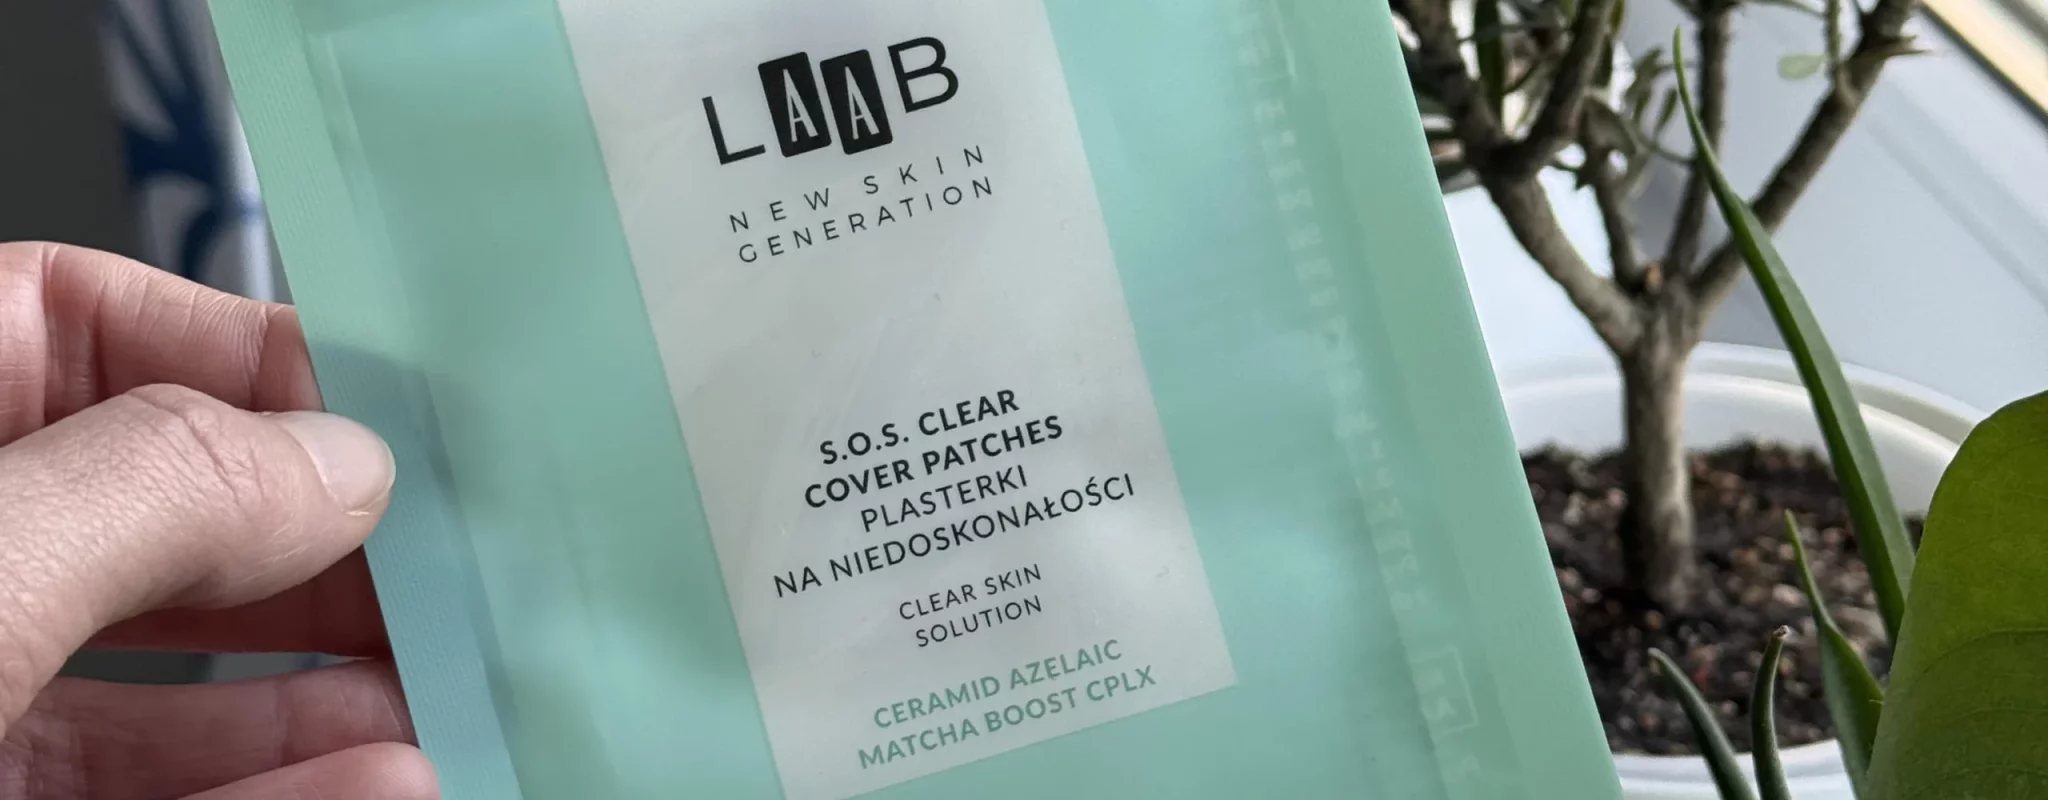 LAAB
NEW SKIN
GENERATION
S.O.S. CLEAR
COVER PATCHES
PLASTERKI
NA NIEDOSKONAŁOŚCI
CLEAR SKIN
SOLUTION
CERAMID AZELAIC
MATCHA BOOST CPLX